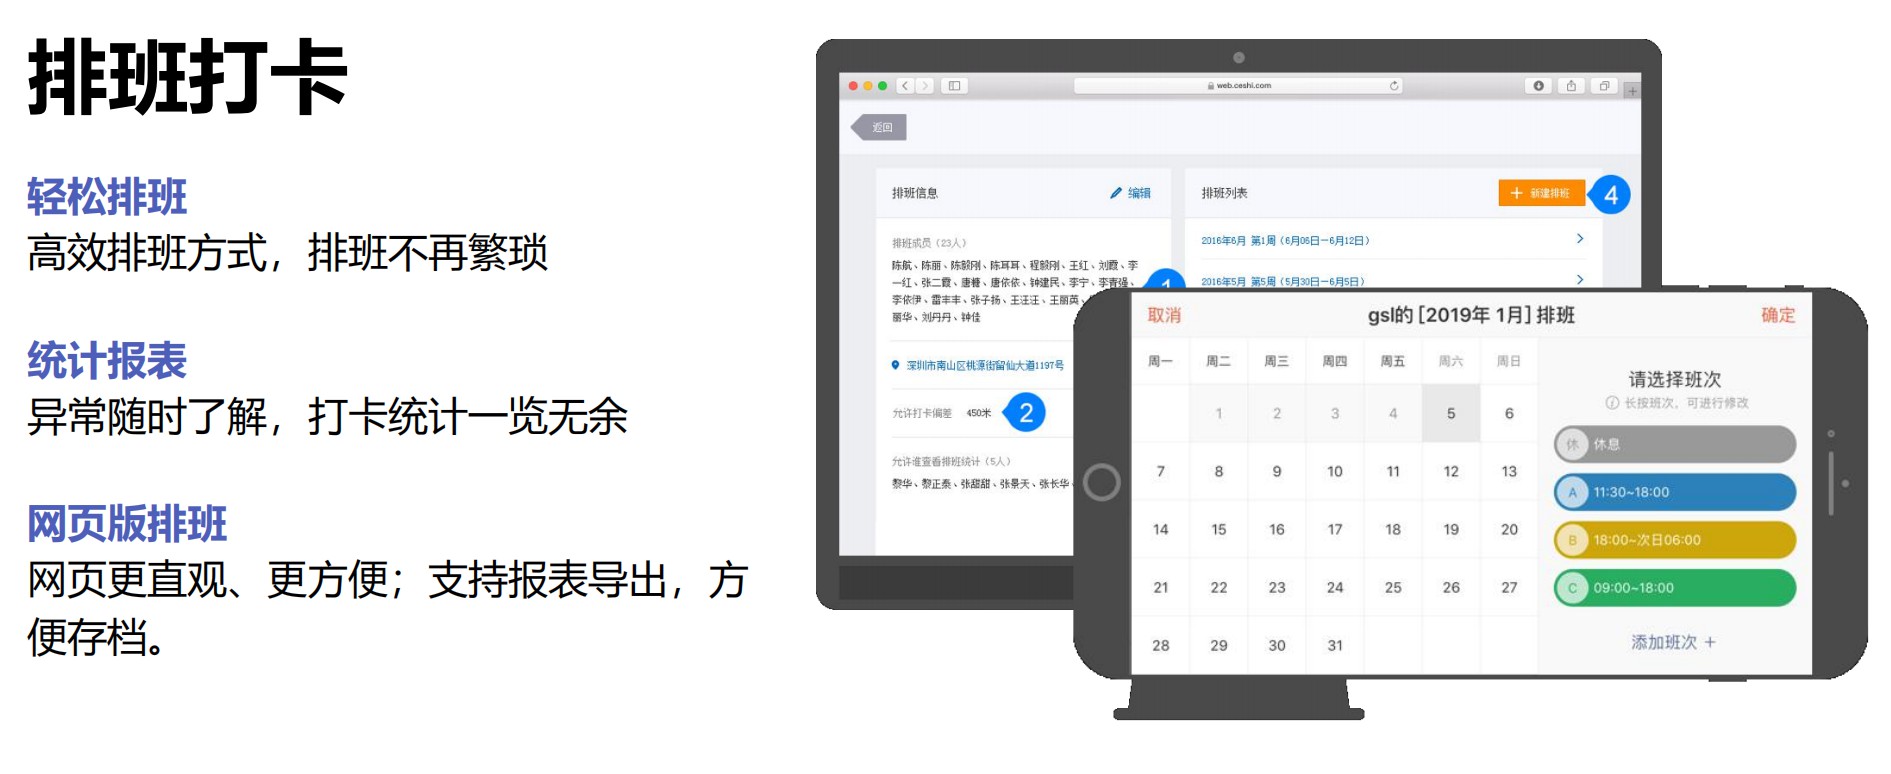 排班打卡
轻松排班
高效排班方式，排班不再繁琐
统计报表
异常随时了解，打卡统计一览无余
网页版排班
网页更直观、更方便；支持报表导出，方
便存档。
web.ceshi.com
返回
排班信息
编辑
排班成员（23人）
陈航、陈丽、陈毅刚、陈耳耳、程毅刚、王红、刘霞、李
一红、张二霞、唐糖、唐依依、钟建民、李宁、李青强、
李依伊、雷丰丰、张子扬、王汪汪、王丽英、
丽华、刘丹丹、钟佳
1
深圳市南山区桃源街留仙大道1197号
允许打卡偏差 450米
2
允许谁查看排班统计（5人）
黎华、黎正泰、张甜甜、张景天、张长华
排班列表
+ 新建排班
4
2016年6月 第1周（6月06日—6月12日）
2016年5月 第5周（5月30日—6月5日）
取消
gsl的 [2019年 1月] 排班
确定
周一 周二 周三 周四 周五 周六 周日
1 2 3 4 5 6
7 8 9 10 11 12 13
14 15 16 17 18 19 20
21 22 23 24 25 26 27
28 29 30 31
请选择班次
长按班次，可进行修改
休 休息
A 11:30~18:00
B 18:00~次日06:00
C 09:00~18:00
添加班次 +